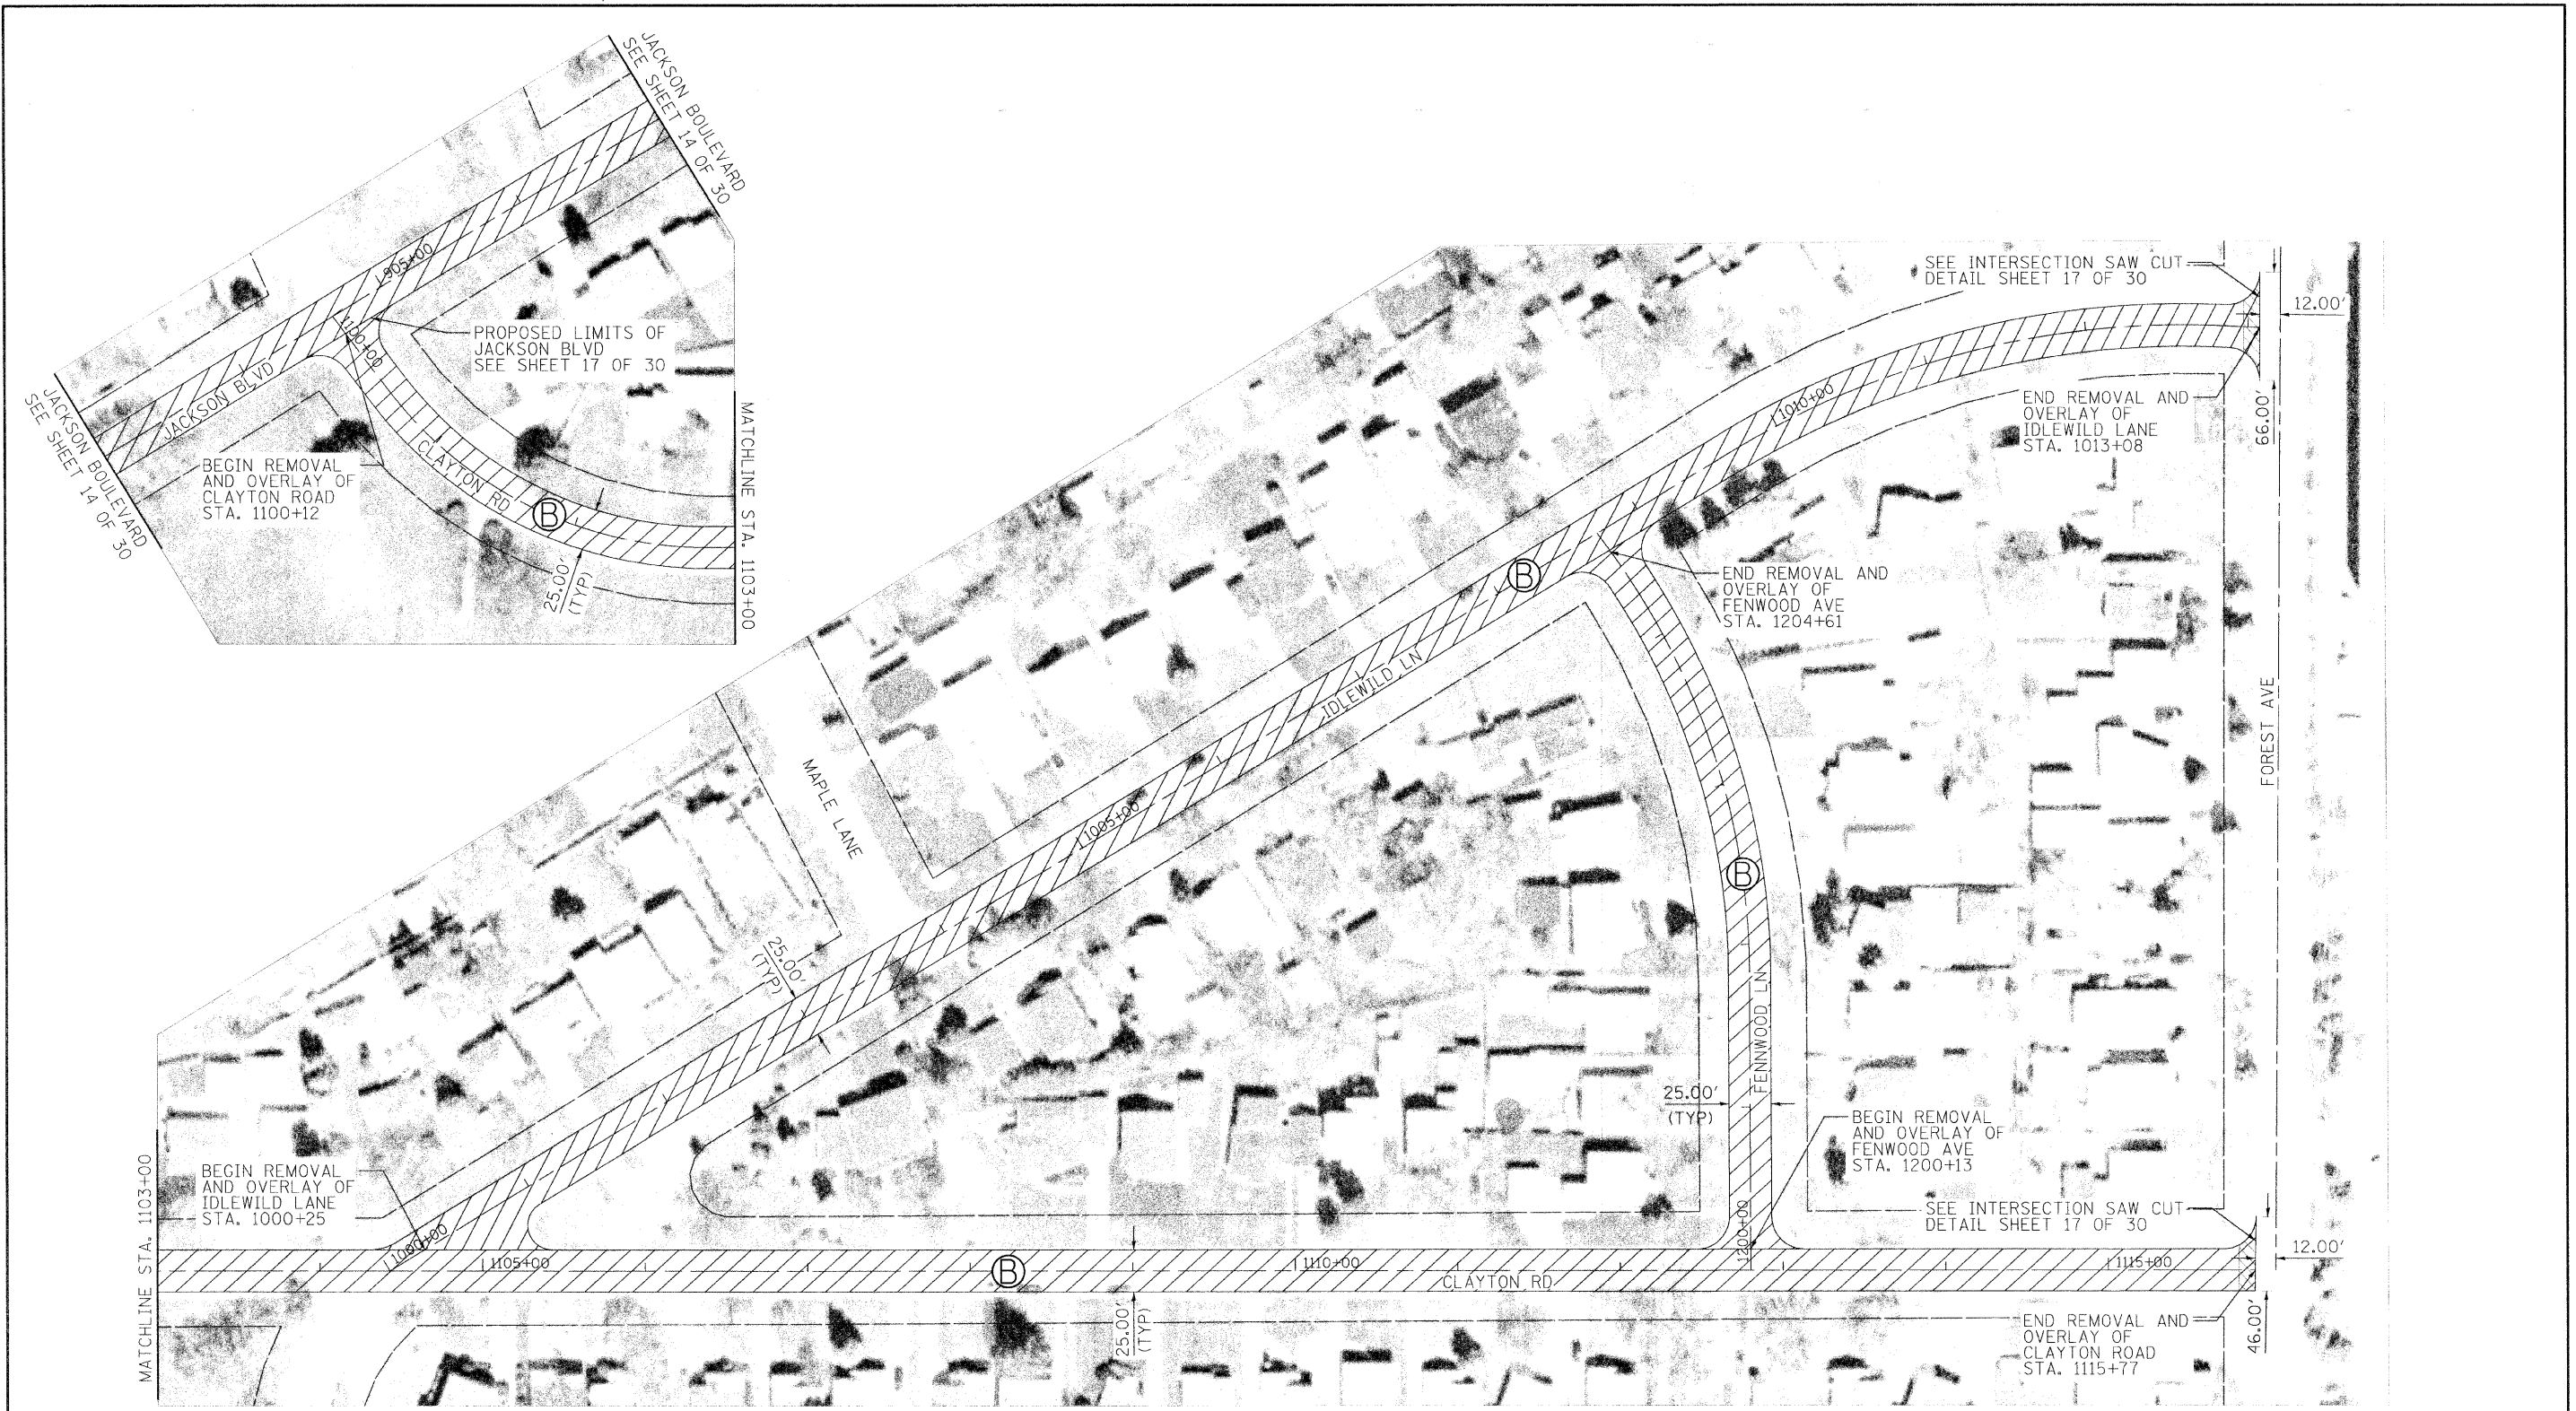 JACKSON BOULEVARD
SEE SHEET 14 OF 30
905+00
1100+00
PROPOSED LIMITS OF
JACKSON BLVD
SEE SHEET 17 OF 30
JACKSON BLVD
JACKSON BOULEVARD
SEE SHEET 14 OF 30
BEGIN REMOVAL
AND OVERLAY OF
CLAYTON ROAD
STA. 1100+12
CLAYTON RD
B
25.00'
(TYP)
MATCHLINE STA. 1103+00
SEE INTERSECTION SAW CUT
DETAIL SHEET 17 OF 30
12.00'
1010+00
END REMOVAL AND
OVERLAY OF
IDLEWILD LANE
STA. 1013+08
66.00'
B
END REMOVAL AND
OVERLAY OF
FENWOOD AVE
STA. 1204+61
IDLEWILD LN
FOREST AVE
MAPLE LANE
1005+00
B
25.00'
(TYP)
FENNWOOD LN
25.00'
(TYP)
BEGIN REMOVAL
AND OVERLAY OF
FENWOOD AVE
STA. 1200+13
MATCHLINE STA. 1103+00
BEGIN REMOVAL
AND OVERLAY OF
IDLEWILD LANE
STA. 1000+25
1000+00
1200+00
SEE INTERSECTION SAW CUT
DETAIL SHEET 17 OF 30
12.00'
1105+00
B
1110+00
CLAYTON RD
1115+00
25.00'
(TYP)
END REMOVAL AND
OVERLAY OF
CLAYTON ROAD
STA. 1115+77
46.00'